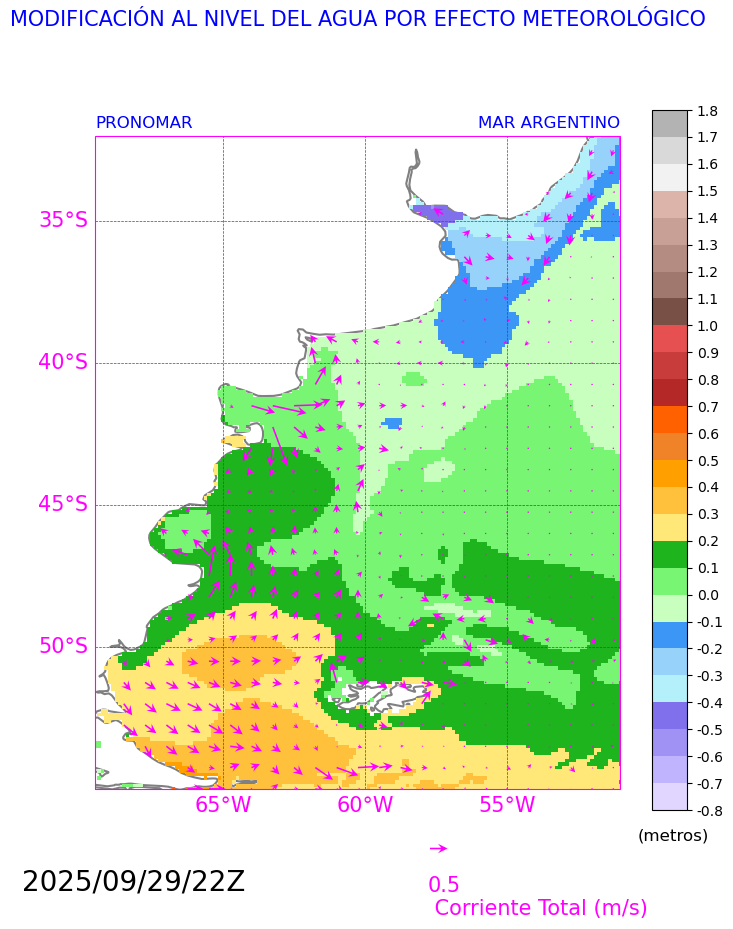 MODIFICACIÓN AL NIVEL DEL AGUA POR EFECTO METEOROLÓGICO
PRONOMAR MAR ARGENTINO
35°S
40°S
45°S
50°S
65°W 60°W 55°W
1.8
1.7
1.6
1.5
1.4
1.3
1.2
1.1
1.0
0.9
0.8
0.7
0.6
0.5
0.4
0.3
0.2
0.1
0.0
-0.1
-0.2
-0.3
-0.4
-0.5
-0.6
-0.7
-0.8
(metros)
2025/09/29/22Z
0.5
Corriente Total (m/s)